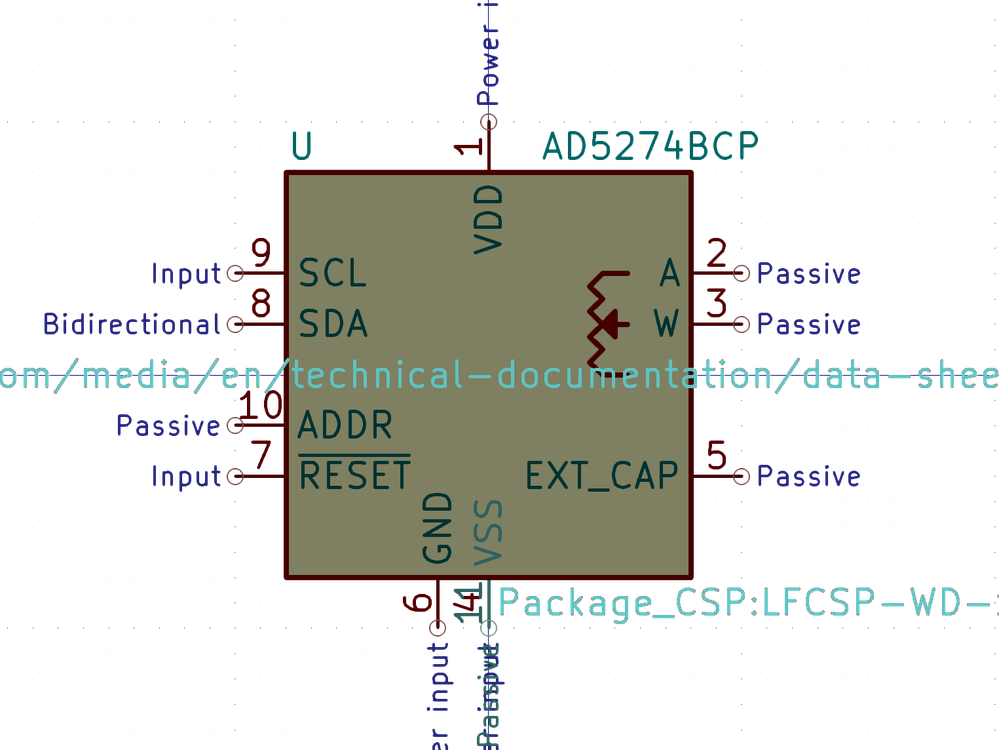 Power i
U
1
AD5274BCP
VDD
Input
9
SCL
A
2
Passive
Bidirectional
8
SDA
W
3
Passive
om/media/en/technical-documentation/data-shee
Passive
10
ADDR
Input
7
RESET
EXT_CAP
5
Passive
GND
VSS
6
4
11
Package_CSP:LFCSP-WD-
er input
Passive
input